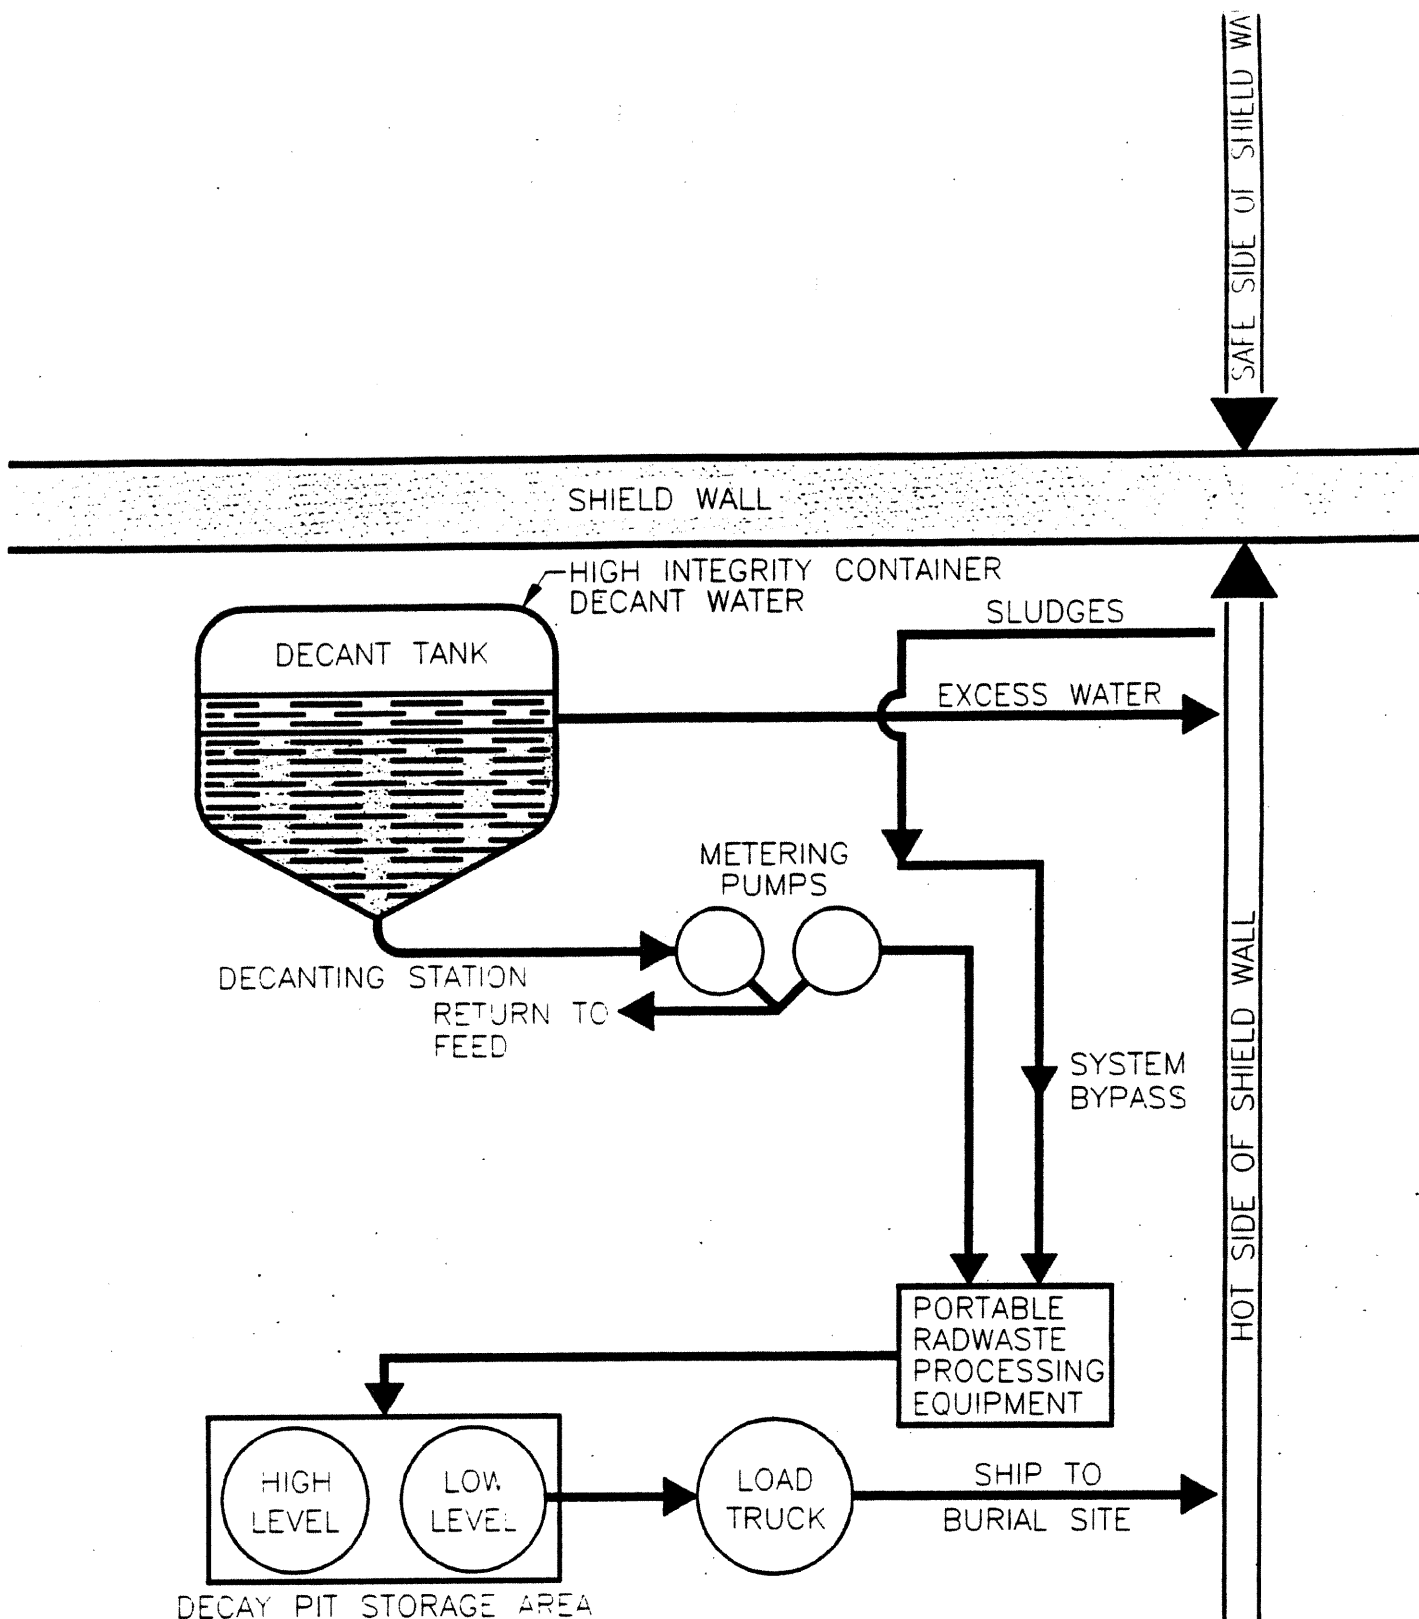 SAFE SIDE OF SHIELD WA
SHIELD WALL
HIGH INTEGRITY CONTAINER
DECANT WATER
SLUDGES
DECANT TANK
EXCESS WATER
METERING
PUMPS
DECANTING STATION
RETURN TO
FEED
SYSTEM
BYPASS
HOT SIDE OF SHIELD WALL
PORTABLE
RADWASTE
PROCESSING
EQUIPMENT
HIGH
LEVEL
LOW
LEVEL
LOAD
TRUCK
SHIP TO
BURIAL SITE
DECAY PIT STORAGE AREA